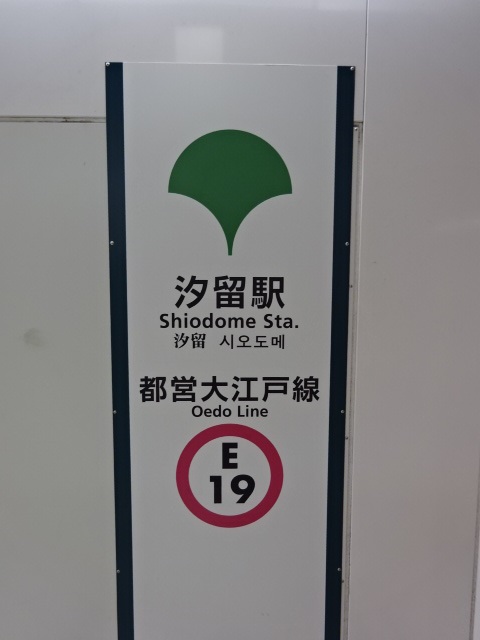 汐留駅
Shiodome Sta.
汐留 시오도메
都営大江戸線
Oedo Line
E
19